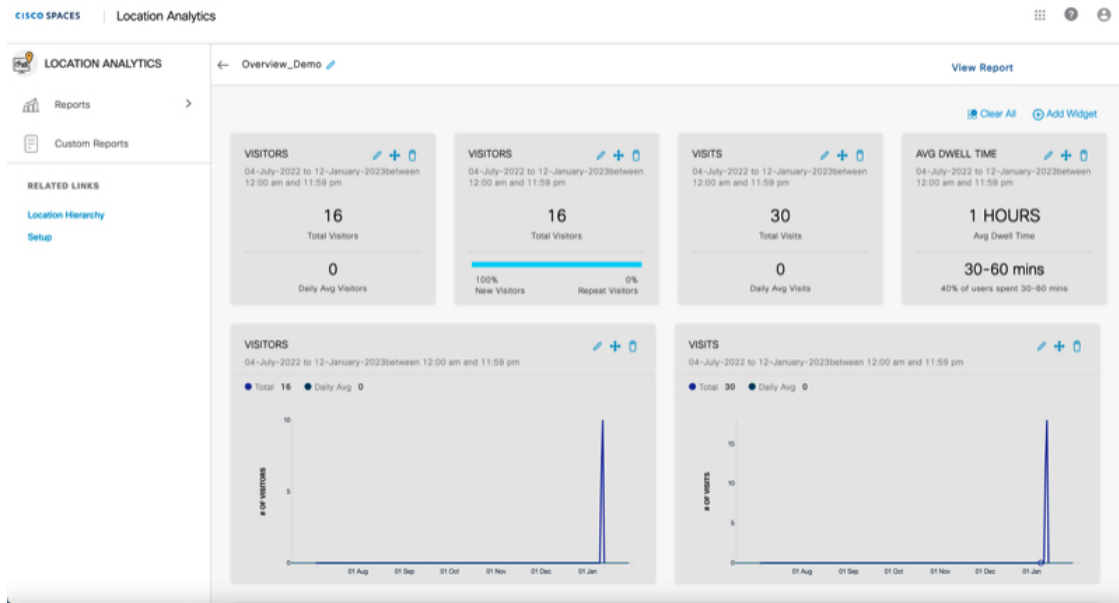 CISCO SPACES
Location Analytics
LOCATION ANALYTICS
Reports
Custom Reports
RELATED LINKS
Location Hierarchy
Setup
Overview_Demo
View Report
Clear All
Add Widget
VISITORS
04-July-2022 to 12-January-2023between
12:00 am and 11:59 pm
16
Total Visitors
0
Daily Avg Visitors
VISITORS
04-July-2022 to 12-January-2023between
12:00 am and 11:59 pm
16
Total Visitors
100% 0%
New Visitors Repeat Visitors
VISITS
04-July-2022 to 12-January-2023between
12:00 am and 11:59 pm
30
Total Visits
0
Daily Avg Visits
AVG DWELL TIME
04-July-2022 to 12-January-2023between
12:00 am and 11:59 pm
1 HOURS
Avg Dwell Time
30-60 mins
40% of users spent 30-60 mins
VISITORS
04-July-2022 to 12-January-2023between 12:00 am and 11:59 pm
Total 16 Daily Avg 0
# OF VISITORS
10
5
0
01 Aug 01 Sep 01 Oct 01 Nov 01 Dec 01 Jan
VISITS
04-July-2022 to 12-January-2023between 12:00 am and 11:59 pm
Total 30 Daily Avg 0
# OF VISITS
15
10
5
0
01 Aug 01 Sep 01 Oct 01 Nov 01 Dec 01 Jan